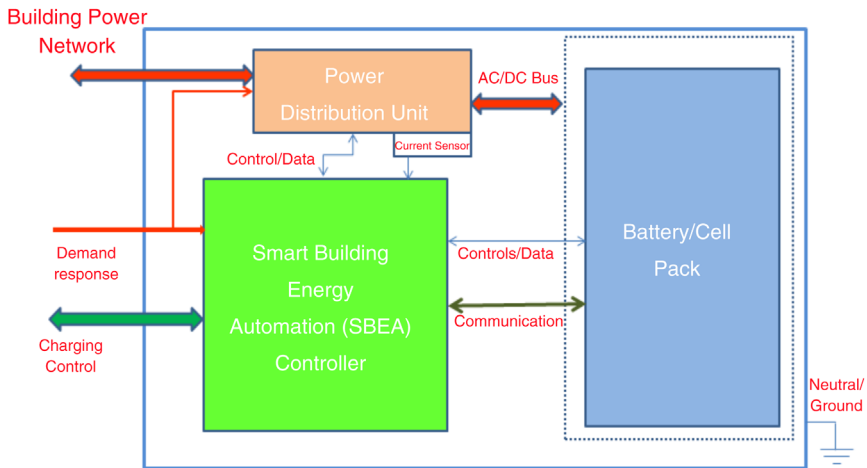 Building Power
Network
Power
Distribution Unit
AC/DC Bus
Current Sensor
Control/Data
Demand
response
Smart Building
Energy
Automation (SBEA)
Controller
Controls/Data
Communication
Battery/Cell
Pack
Charging
Control
Neutral/
Ground